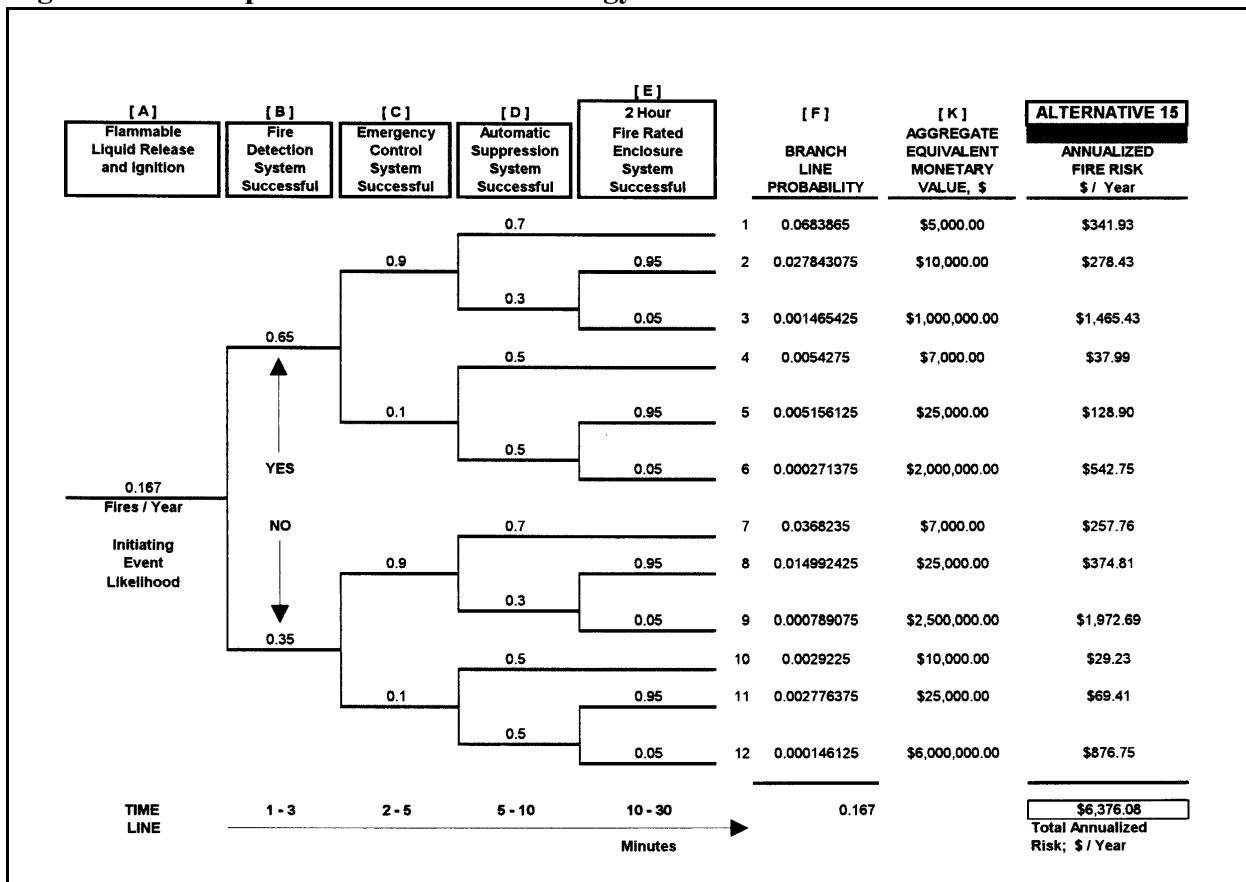 [ E ]
[ A ] [ B ] [ C ] [ D ] 2 Hour [ F ] [ K ] ALTERNATIVE 15
Flammable Fire Emergency Automatic Fire Rated AGGREGATE
Liquid Release Detection Control Suppression Enclosure BRANCH EQUIVALENT ANNUALIZED
and Ignition System System System System LINE MONETARY FIRE RISK
Successful Successful Successful Successful PROBABILITY VALUE, $ $ / Year
0.7 1 0.0683865 $5,000.00 $341.93
0.9 0.95 2 0.027843075 $10,000.00 $278.43
0.3
0.05 3 0.001465425 $1,000,000.00 $1,465.43
0.65
0.5 4 0.0054275 $7,000.00 $37.99
0.1 0.95 5 0.005156125 $25,000.00 $128.90
0.5
YES 0.05 6 0.000271375 $2,000,000.00 $542.75
0.167
Fires / Year
NO 0.7 7 0.0368235 $7,000.00 $257.76
Initiating
Event 0.9 0.95 8 0.014992425 $25,000.00 $374.81
Likelihood
0.3
0.05 9 0.000789075 $2,500,000.00 $1,972.69
0.35
0.5 10 0.0029225 $10,000.00 $29.23
0.1 0.95 11 0.002776375 $25,000.00 $69.41
0.5
0.05 12 0.000146125 $6,000,000.00 $876.75
TIME 1 - 3 2 - 5 5 - 10 10 - 30 0.167 $6,376.08
LINE Total Annualized
Minutes Risk; $ / Year